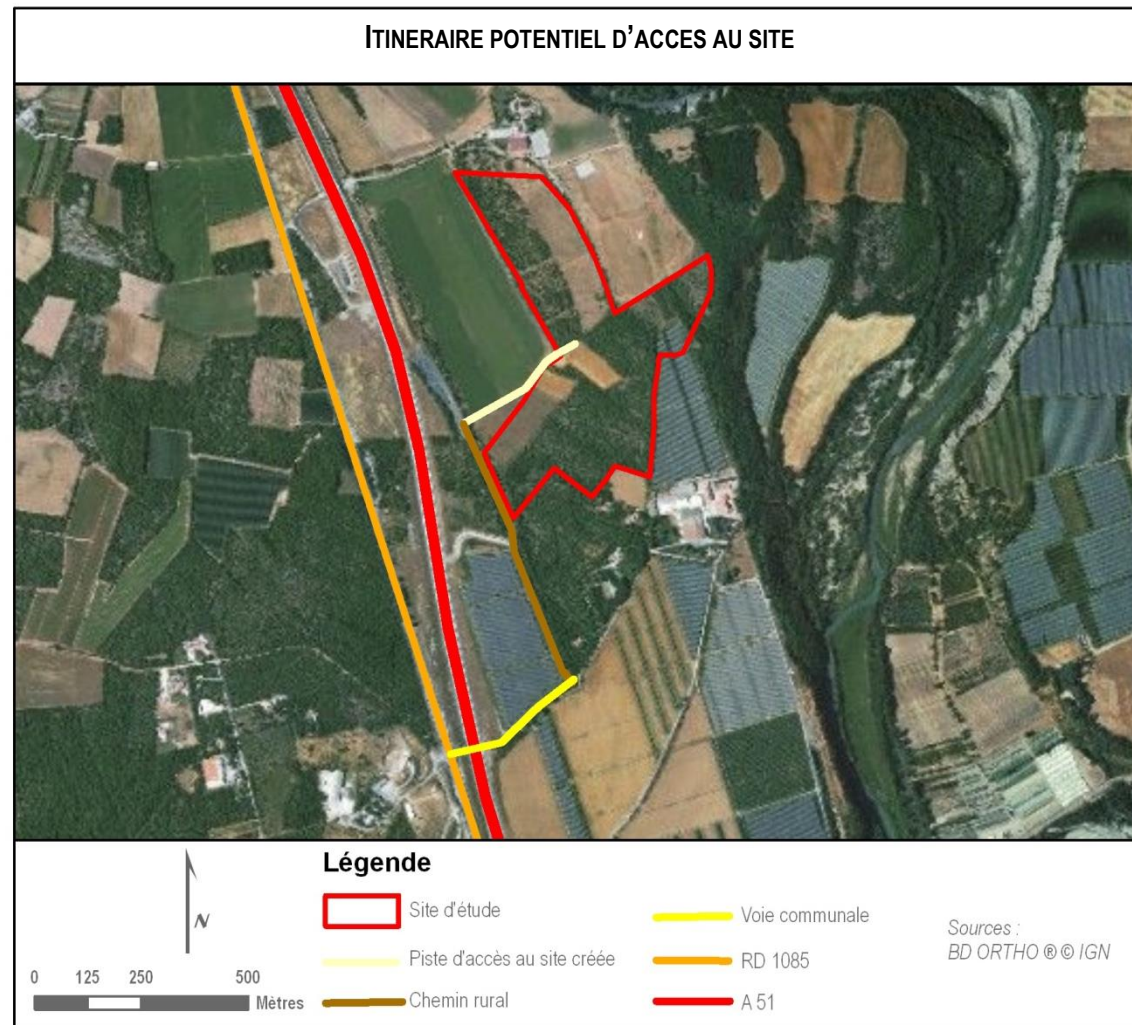 ITINERAIRE POTENTIEL D'ACCES AU SITE
Légende
Site d'étude
Piste d'accès au site créée
Chemin rural
Voie communale
RD 1085
A 51
Sources :
BD ORTHO ® © IGN
N
0 125 250 500
Mètres